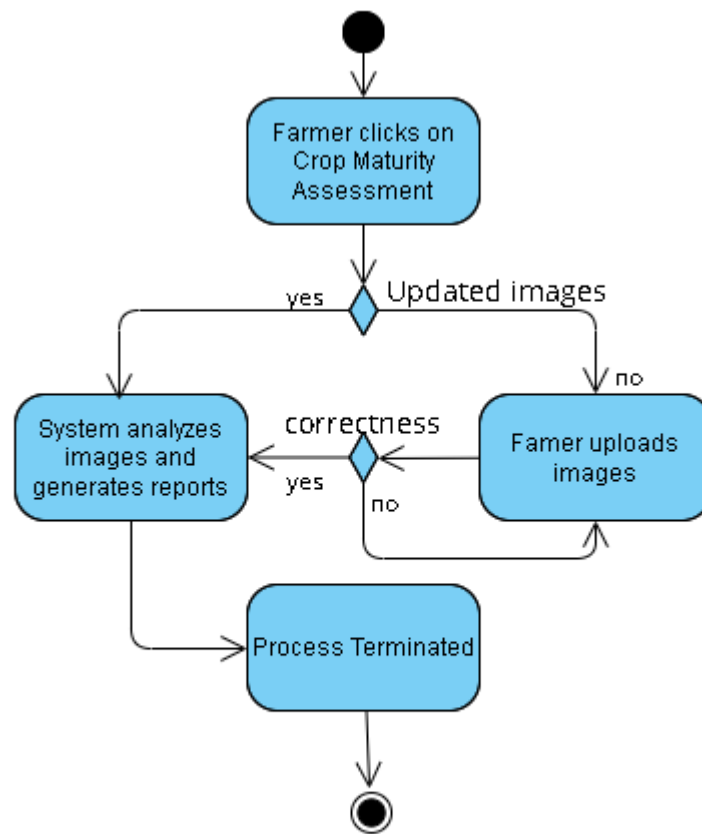 Farmer clicks on
Crop Maturity
Assessment
yes
Updated images
no
System analyzes
images and
generates reports
correctness
yes
no
Famer uploads
images
Process Terminated